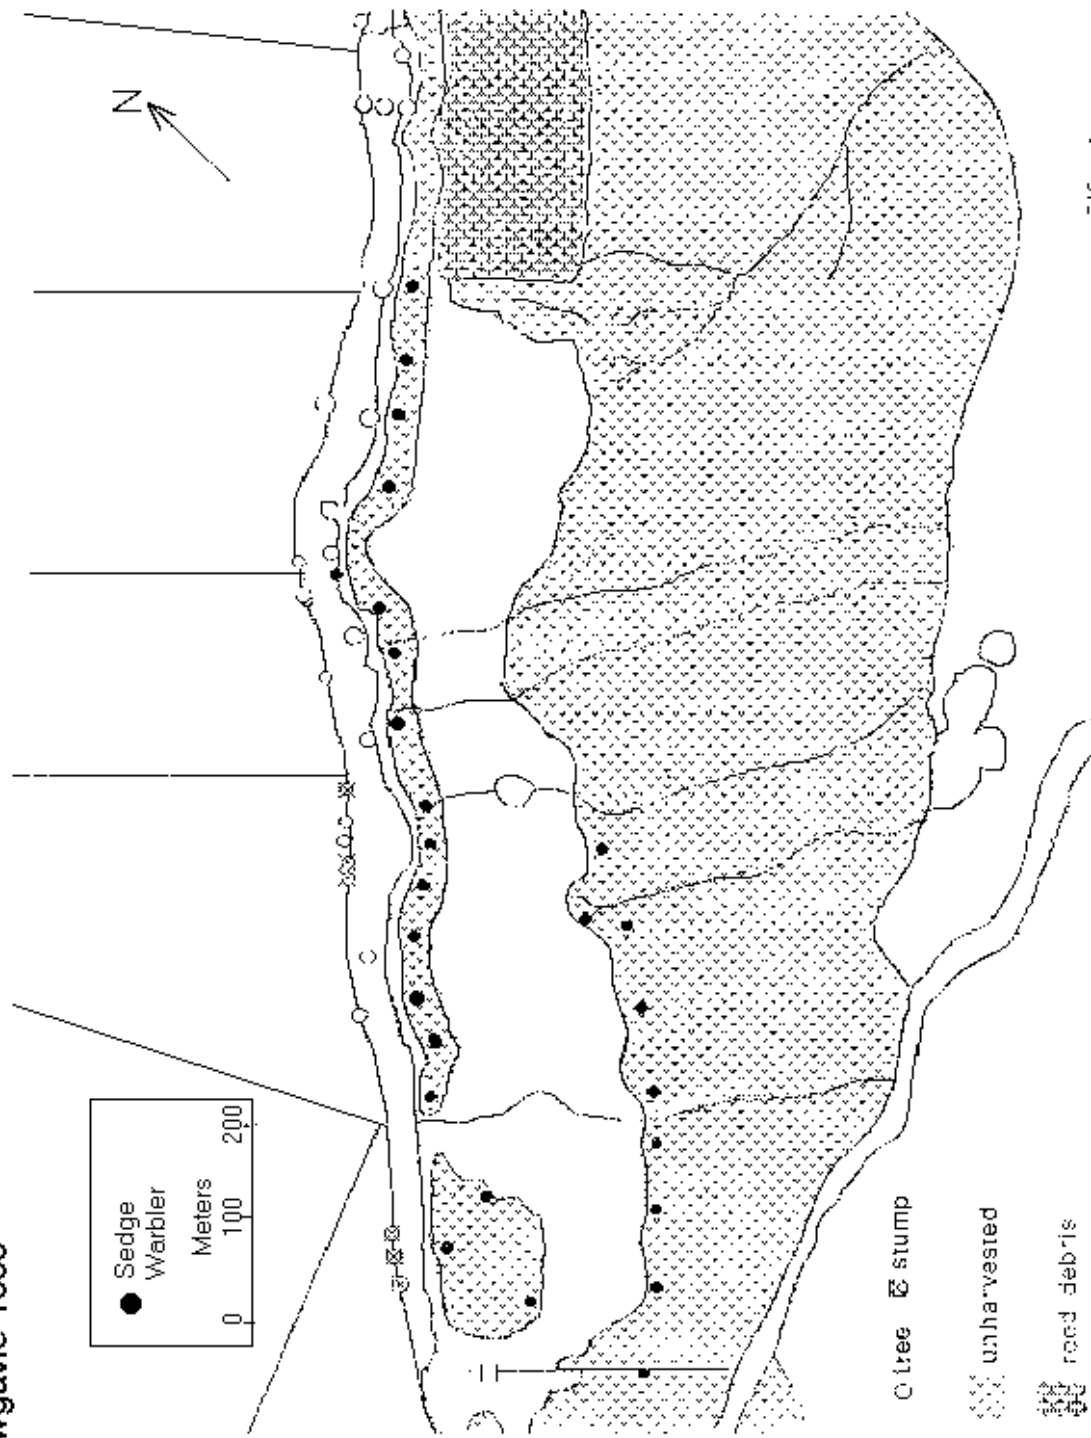 N
Sedge
Warbler
Meters
0 100 200
tree stump
unharvested
reed debris